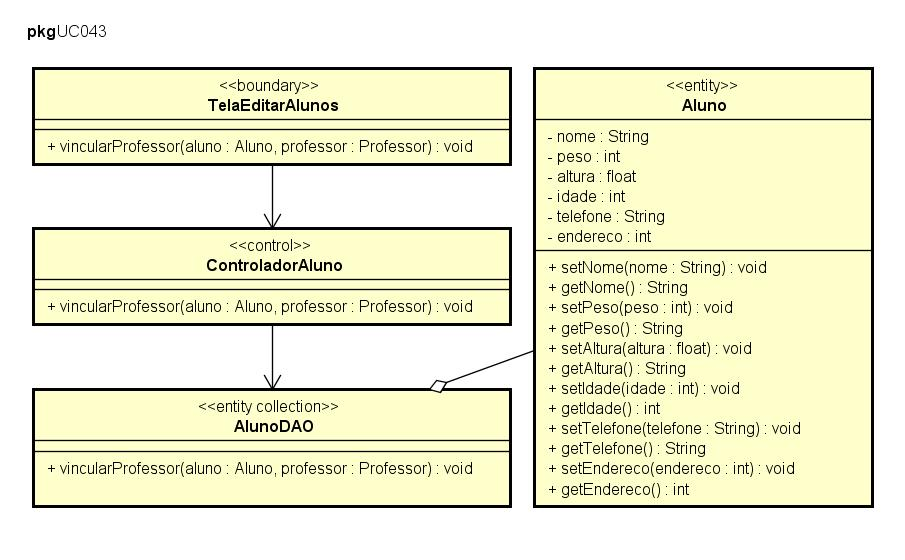 pkgUC043
<<boundary>>
TelaEditarAlunos
+ vincularProfessor(aluno : Aluno, professor : Professor) : void
<<control>>
ControladorAluno
+ vincularProfessor(aluno : Aluno, professor : Professor) : void
<<entity collection>>
AlunoDAO
+ vincularProfessor(aluno : Aluno, professor : Professor) : void
<<entity>>
Aluno
- nome : String
- peso : int
- altura : float
- idade : int
- telefone : String
- endereco : int
+ setNome(nome : String) : void
+ getNome() : String
+ setPeso(peso : int) : void
+ getPeso() : String
+ setAltura(altura : float) : void
+ getAltura() : String
+ setIdade(idade : int) : void
+ getIdade() : int
+ setTelefone(telefone : String) : void
+ getTelefone() : String
+ setEndereco(endereco : int) : void
+ getEndereco() : int